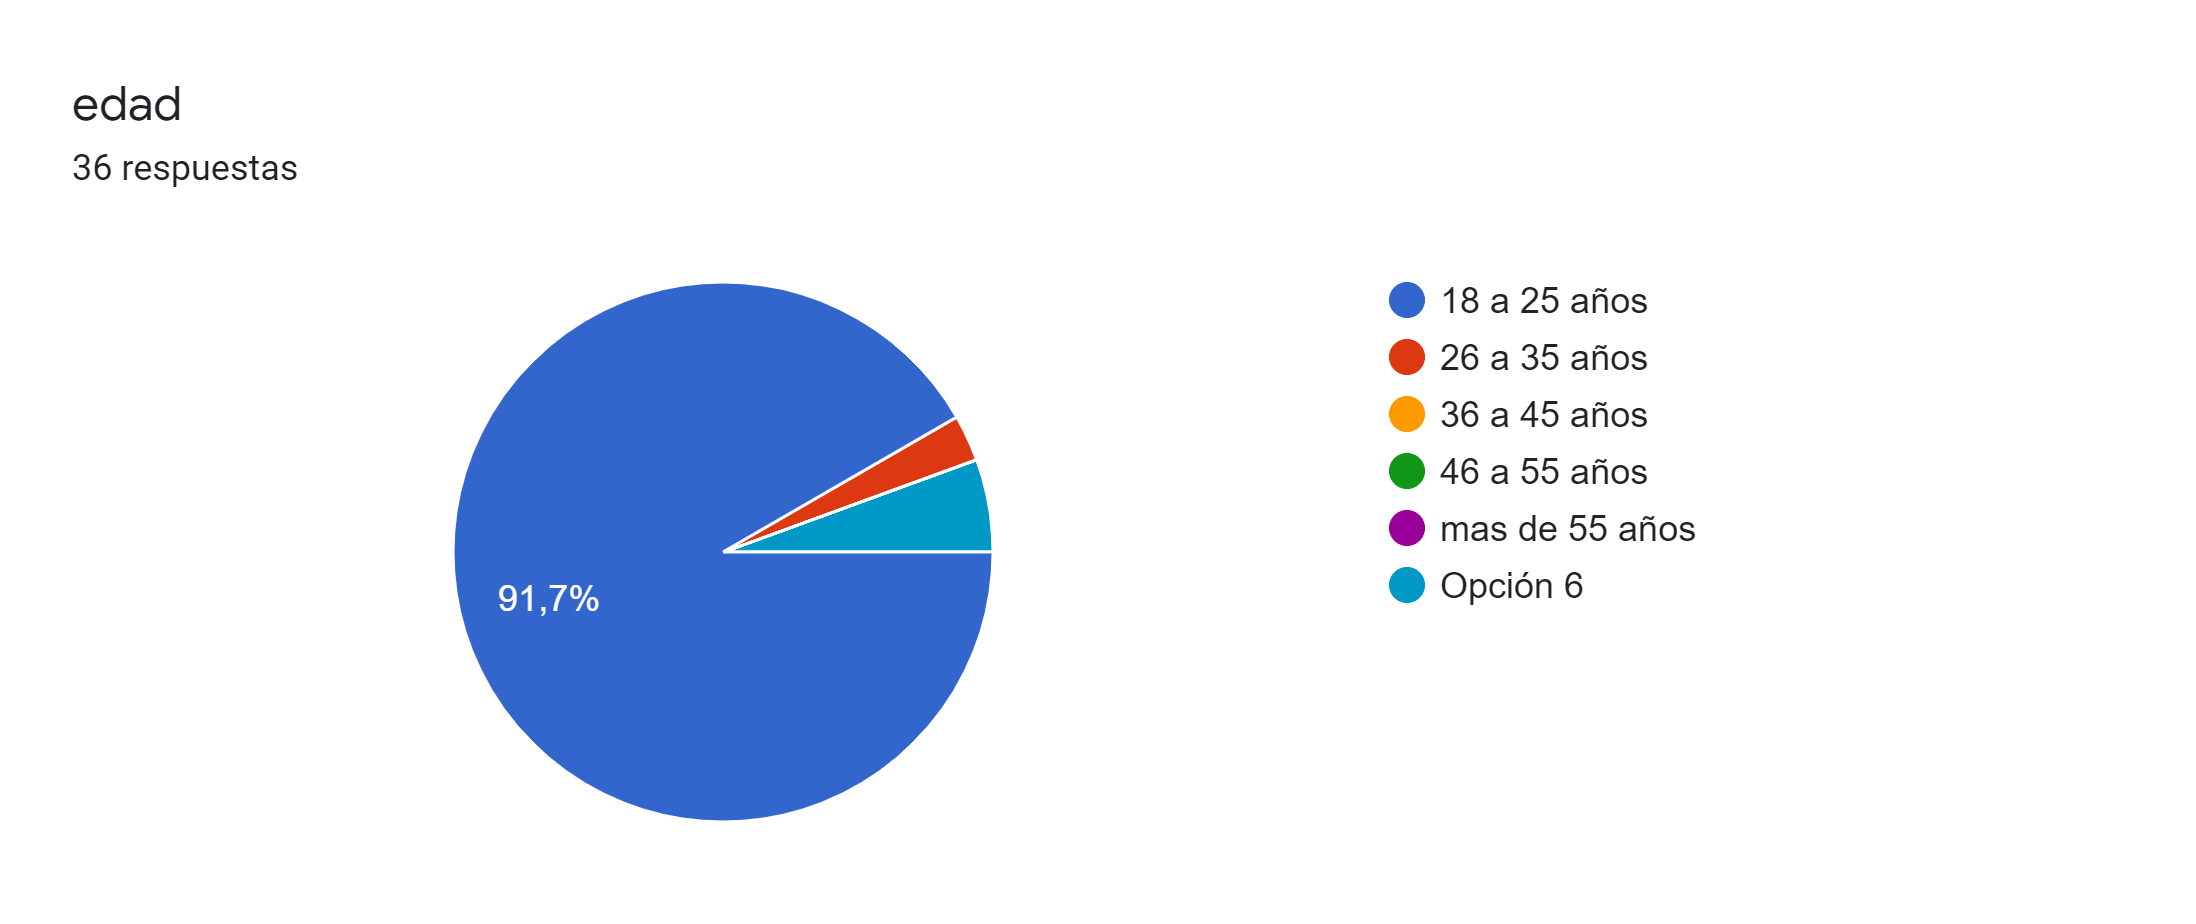 edad
36 respuestas
18 a 25 años
26 a 35 años
36 a 45 años
46 a 55 años
mas de 55 años
Opción 6
91,7%